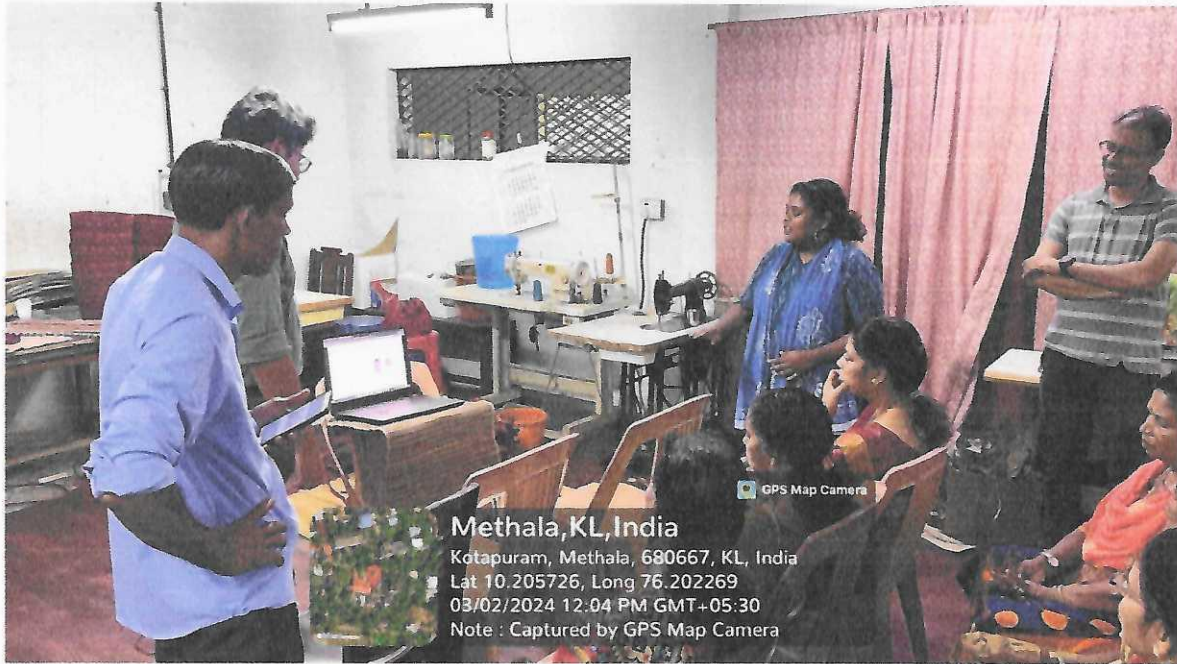 GPS Map Camera
Methala,KL,India
Kotapuram, Methala, 680667, KL, India
Lat 10.205726, Long 76.202269
03/02/2024 12:04 PM GMT+05:30
Note : Captured by GPS Map Camera